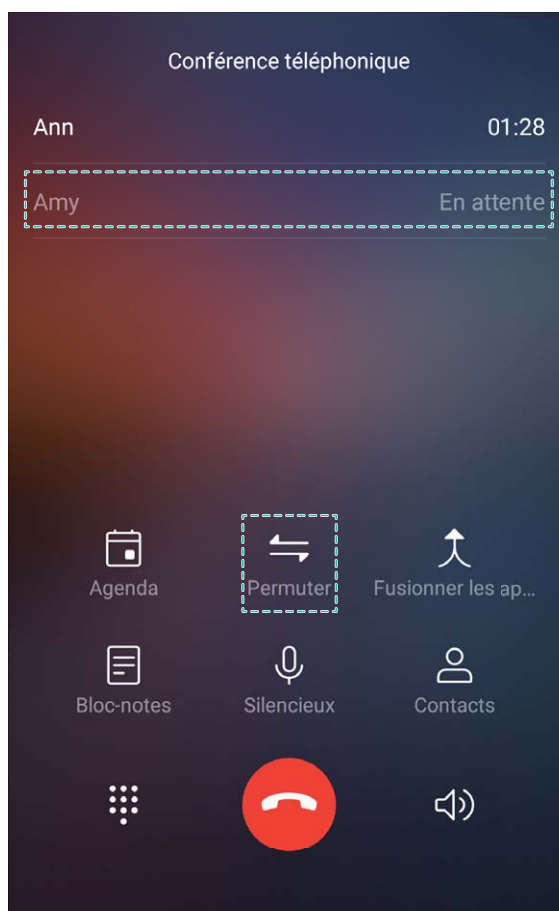 Conférence téléphonique
Ann 01:28
Amy En attente
Agenda Permuter Fusionner les ap...
Bloc-notes Silencieux Contacts